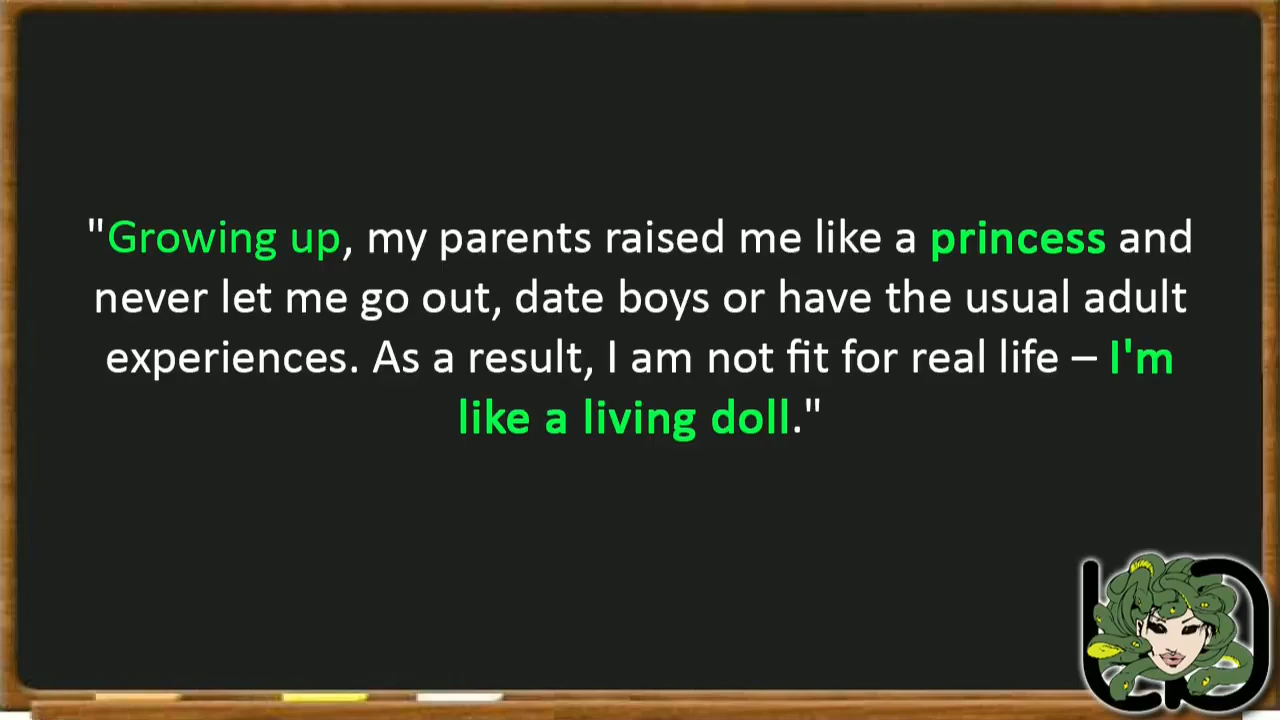 "Growing up, my parents raised me like a princess and
never let me go out, date boys or have the usual adult
experiences. As a result, I am not fit for real life – I'm
like a living doll."